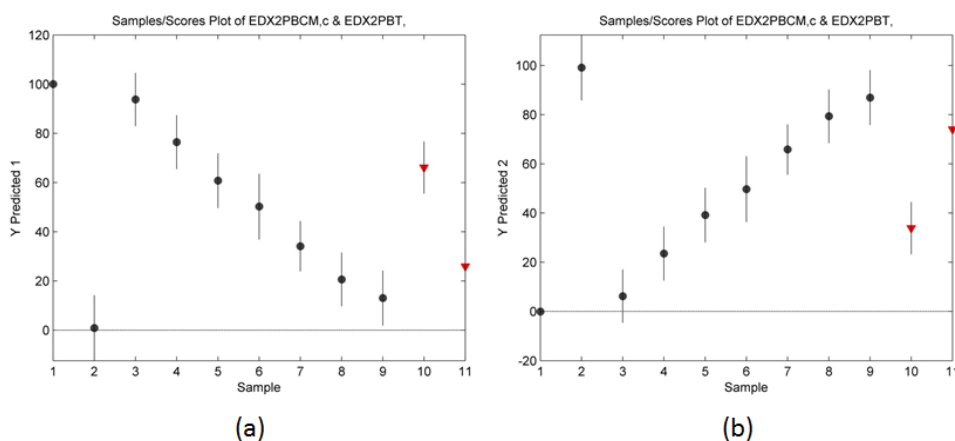 Samples/Scores Plot of EDX2PBCM,c & EDX2PBT,
120
100
80
60
40
20
0
Y Predicted 1
1 2 3 4 5 6 7 8 9 10 11
Sample
(a)
Samples/Scores Plot of EDX2PBCM,c & EDX2PBT,
100
80
60
40
20
0
-20
Y Predicted 2
1 2 3 4 5 6 7 8 9 10 11
Sample
(b)